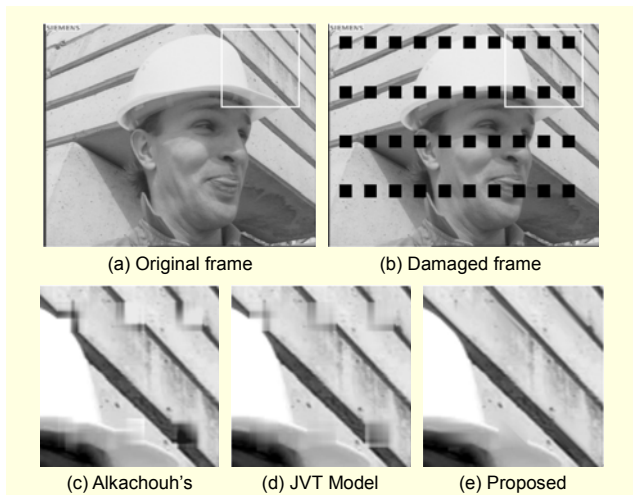 SIEMENS
SIEMENS
(a) Original frame
(b) Damaged frame
(c) Alkachouh's
(d) JVT Model
(e) Proposed